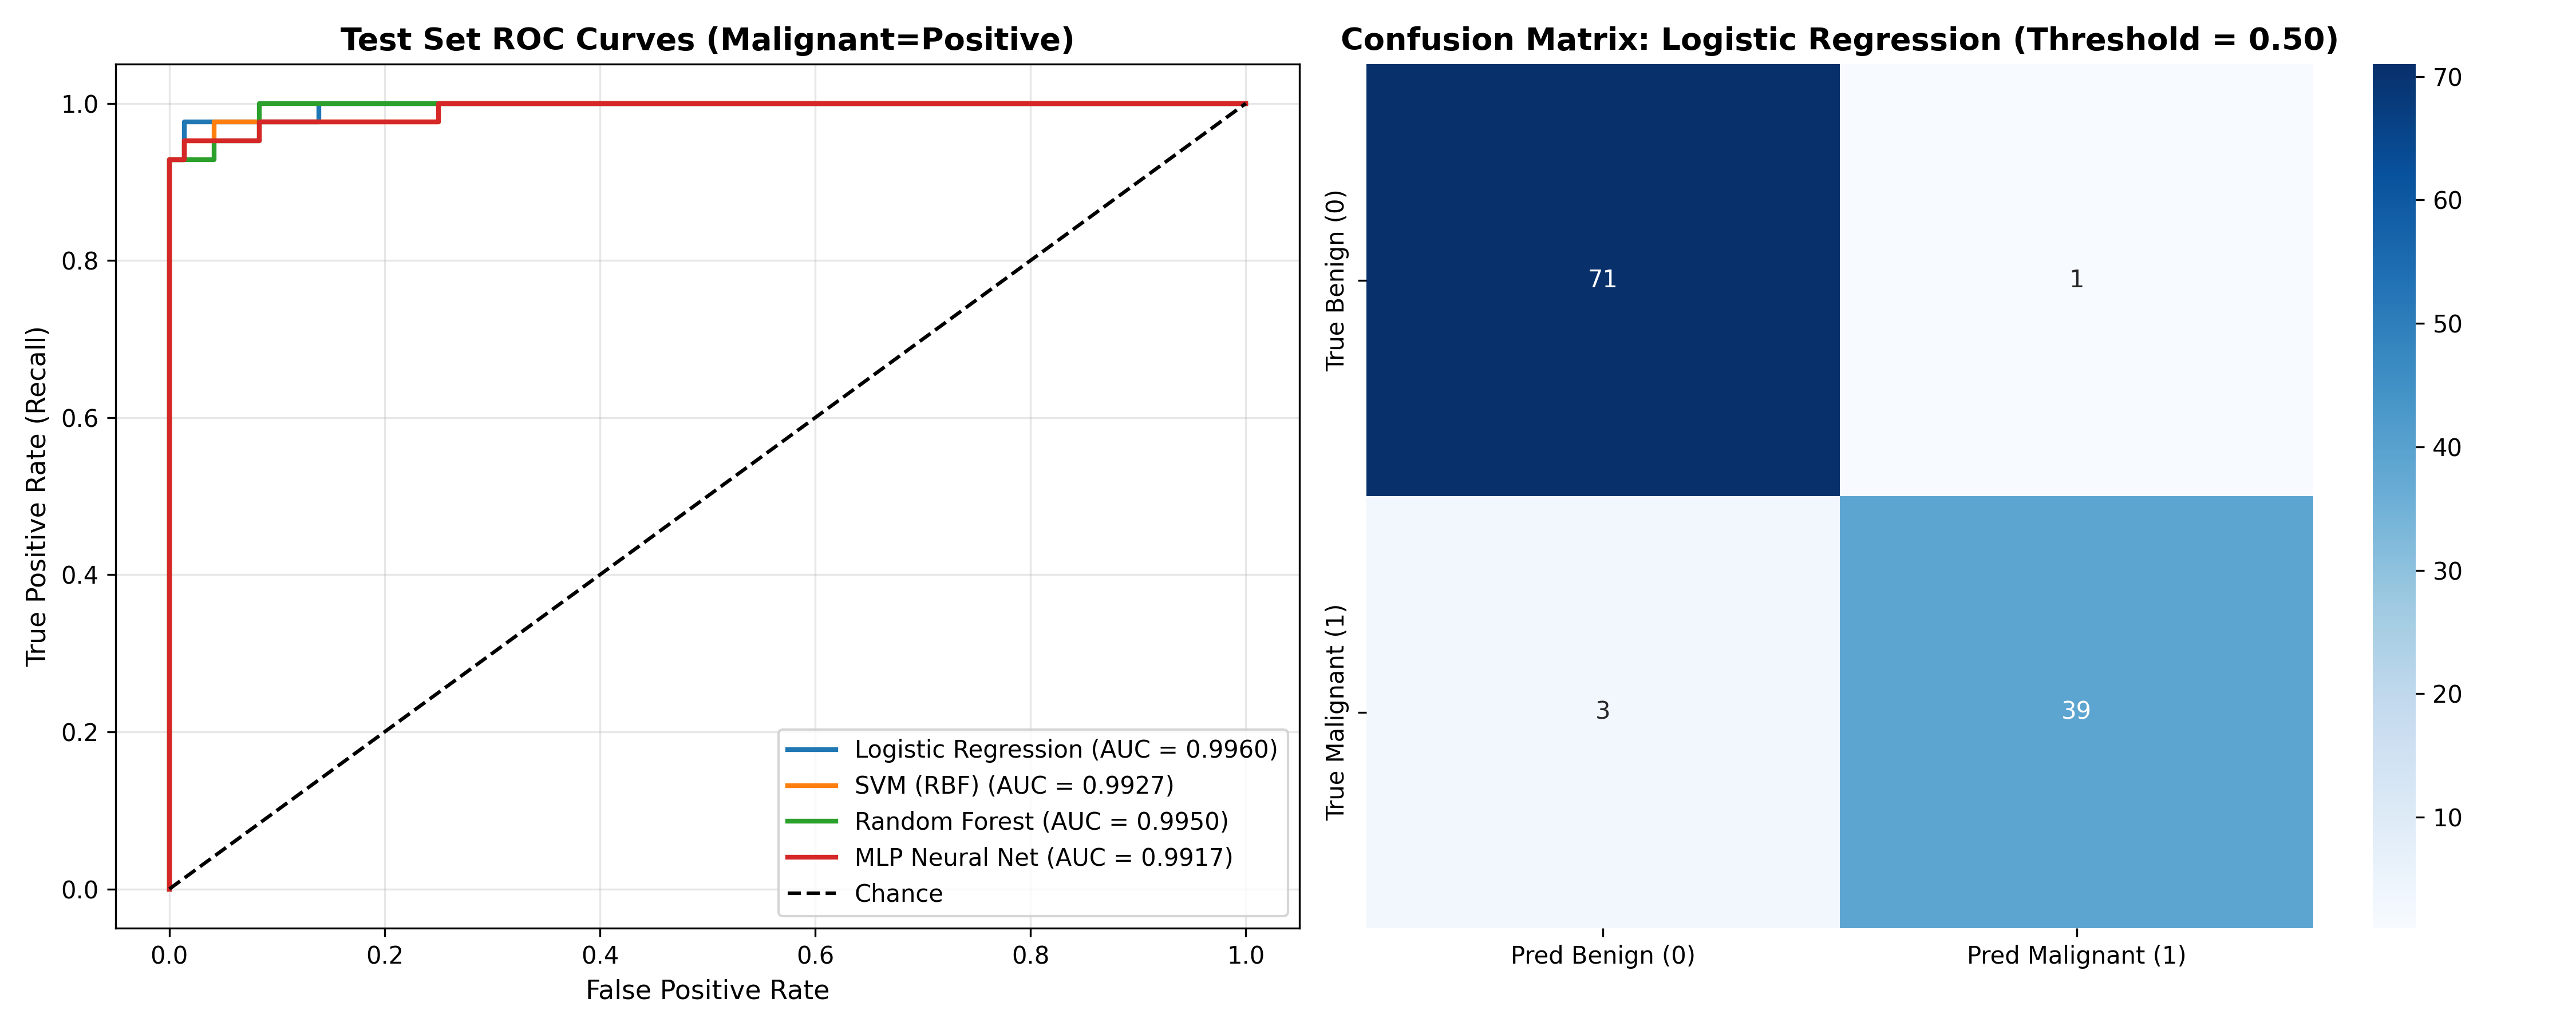 Test Set ROC Curves (Malignant=Positive)
True Positive Rate (Recall)
1.0
0.8
0.6
0.4
0.2
0.0
0.0 0.2 0.4 0.6 0.8 1.0
False Positive Rate
Logistic Regression (AUC = 0.9960)
SVM (RBF) (AUC = 0.9927)
Random Forest (AUC = 0.9950)
MLP Neural Net (AUC = 0.9917)
Chance
Confusion Matrix: Logistic Regression (Threshold = 0.50)
True Benign (0)
True Malignant (1)
71 1
3 39
Pred Benign (0) Pred Malignant (1)
70
60
50
40
30
20
10